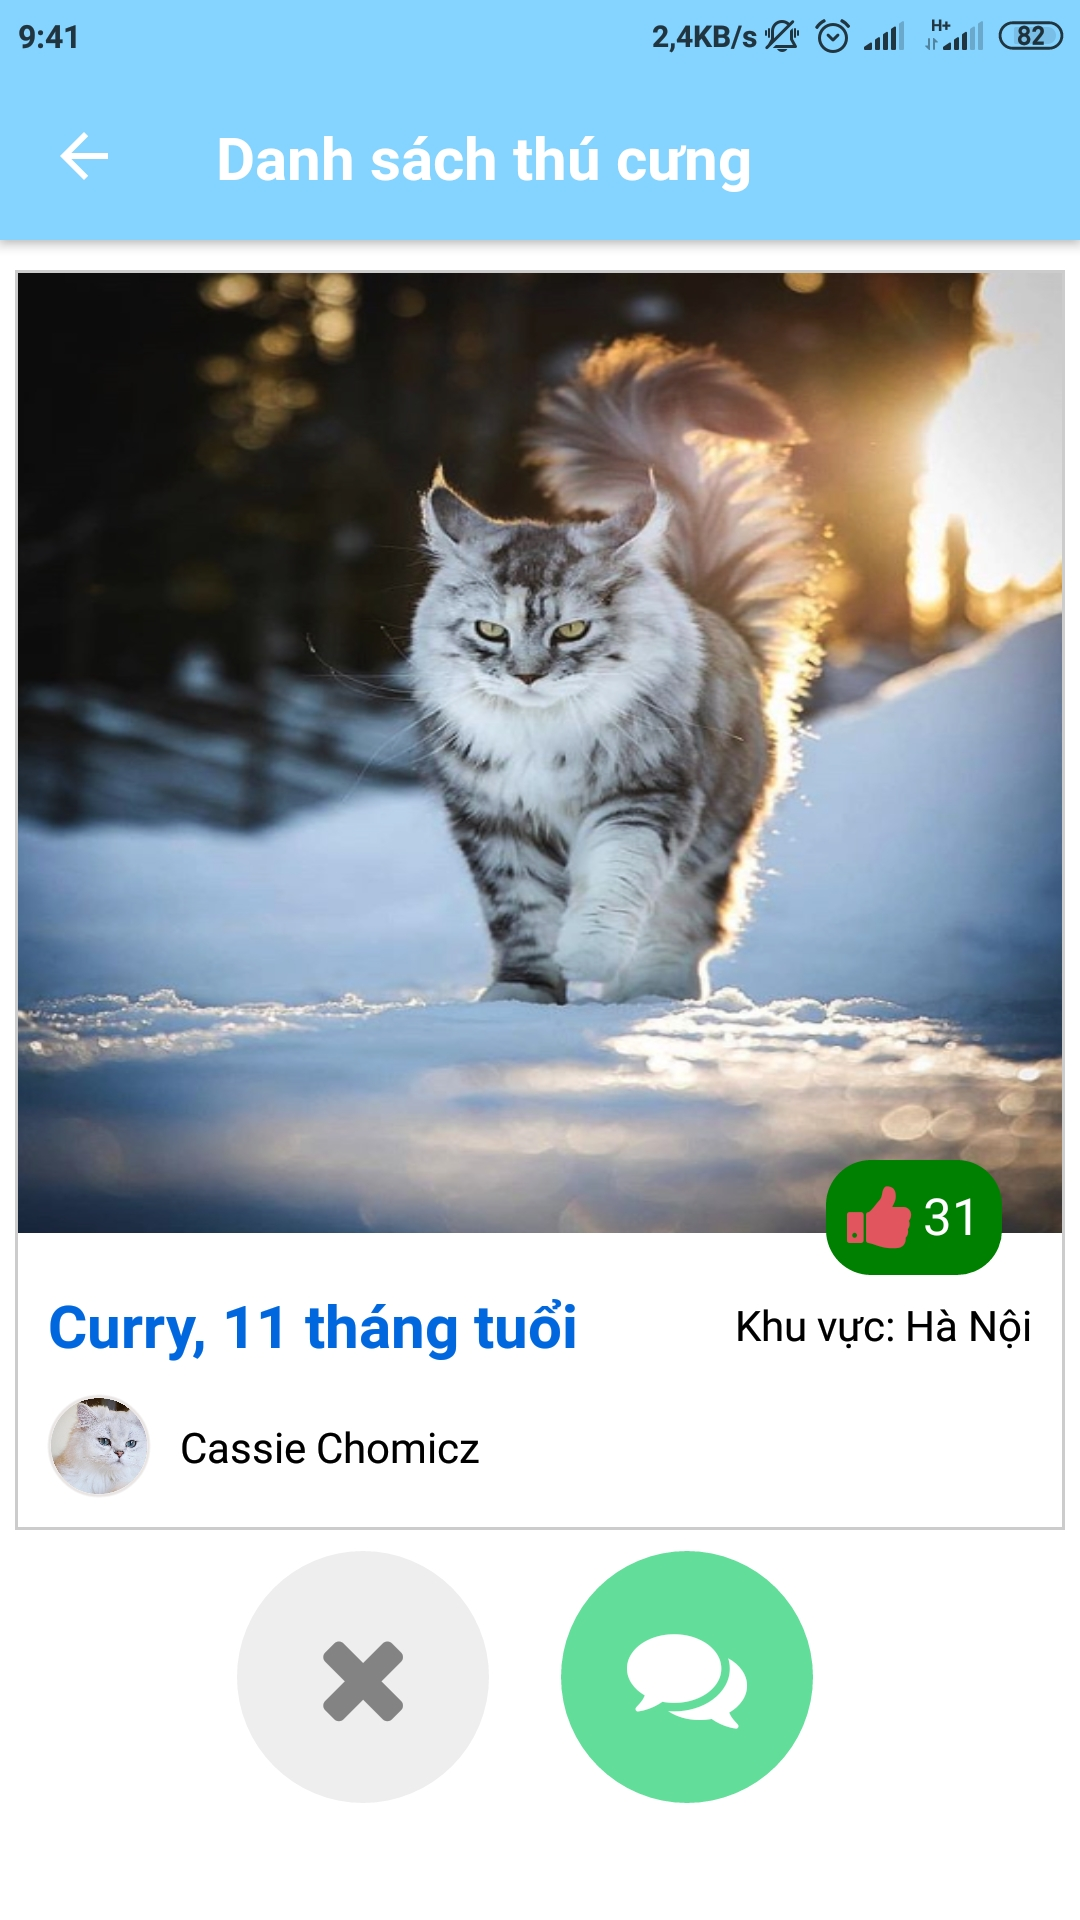 9:41 2,4KB/s H+ 82
Danh sách thú cưng
31
Curry, 11 tháng tuổi Khu vực: Hà Nội
Cassie Chomicz